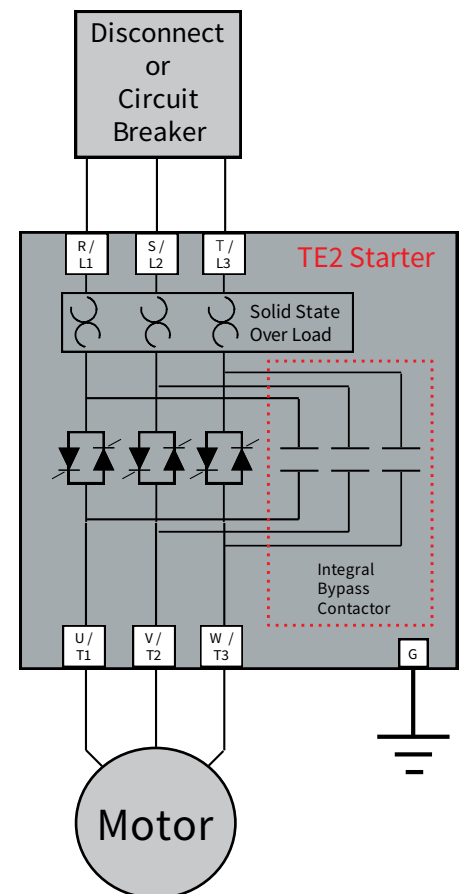 Disconnect
or
Circuit
Breaker
R /
L1
S /
L2
T /
L3
TE2 Starter
Solid State
Over Load
Integral
Bypass
Contactor
U /
T1
V /
T2
W /
T3
G
Motor